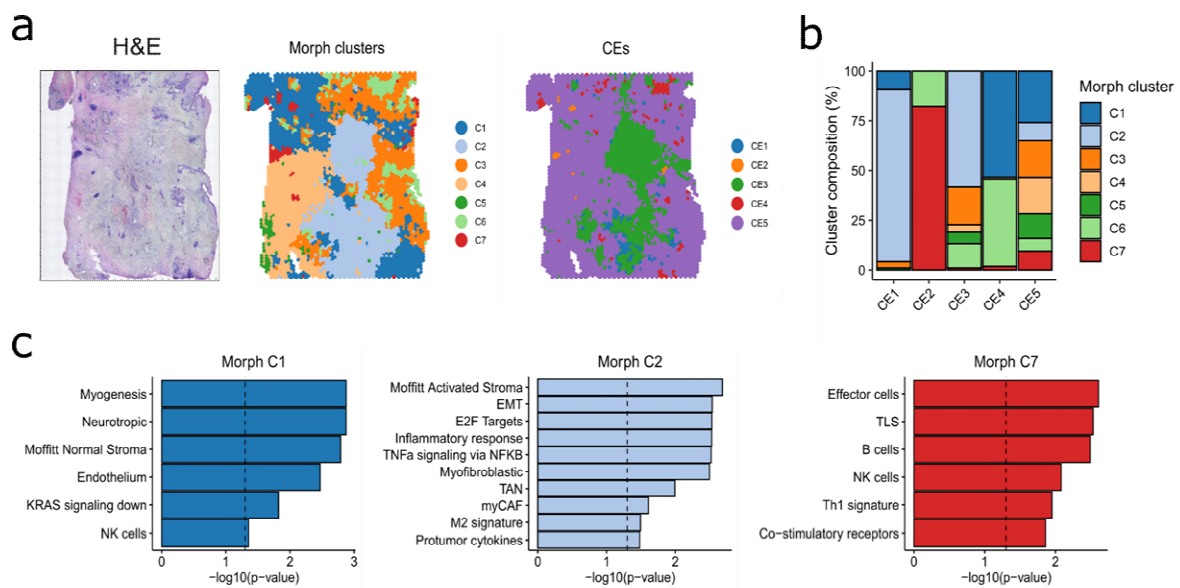 a
H&E
Morph clusters
C1
C2
C3
C4
C5
C6
C7
CEs
CE1
CE2
CE3
CE4
CE5
b
Cluster composition (%)
100
75
50
25
0
CE1
CE2
CE3
CE4
CE5
Morph cluster
C1
C2
C3
C4
C5
C6
C7
c
Morph C1
Myogenesis
Neurotropic
Moffitt Normal Stroma
Endothelium
KRAS signaling down
NK cells
0 1 2 3
−log10(p−value)
Morph C2
Moffitt Activated Stroma
EMT
E2F Targets
Inflammatory response
TNFa signaling via NFKB
Myofibroblastic
TAN
myCAF
M2 signature
Protumor cytokines
0 1 2
−log10(p−value)
Morph C7
Effector cells
TLS
B cells
NK cells
Th1 signature
Co−stimulatory receptors
0 1 2
−log10(p−value)